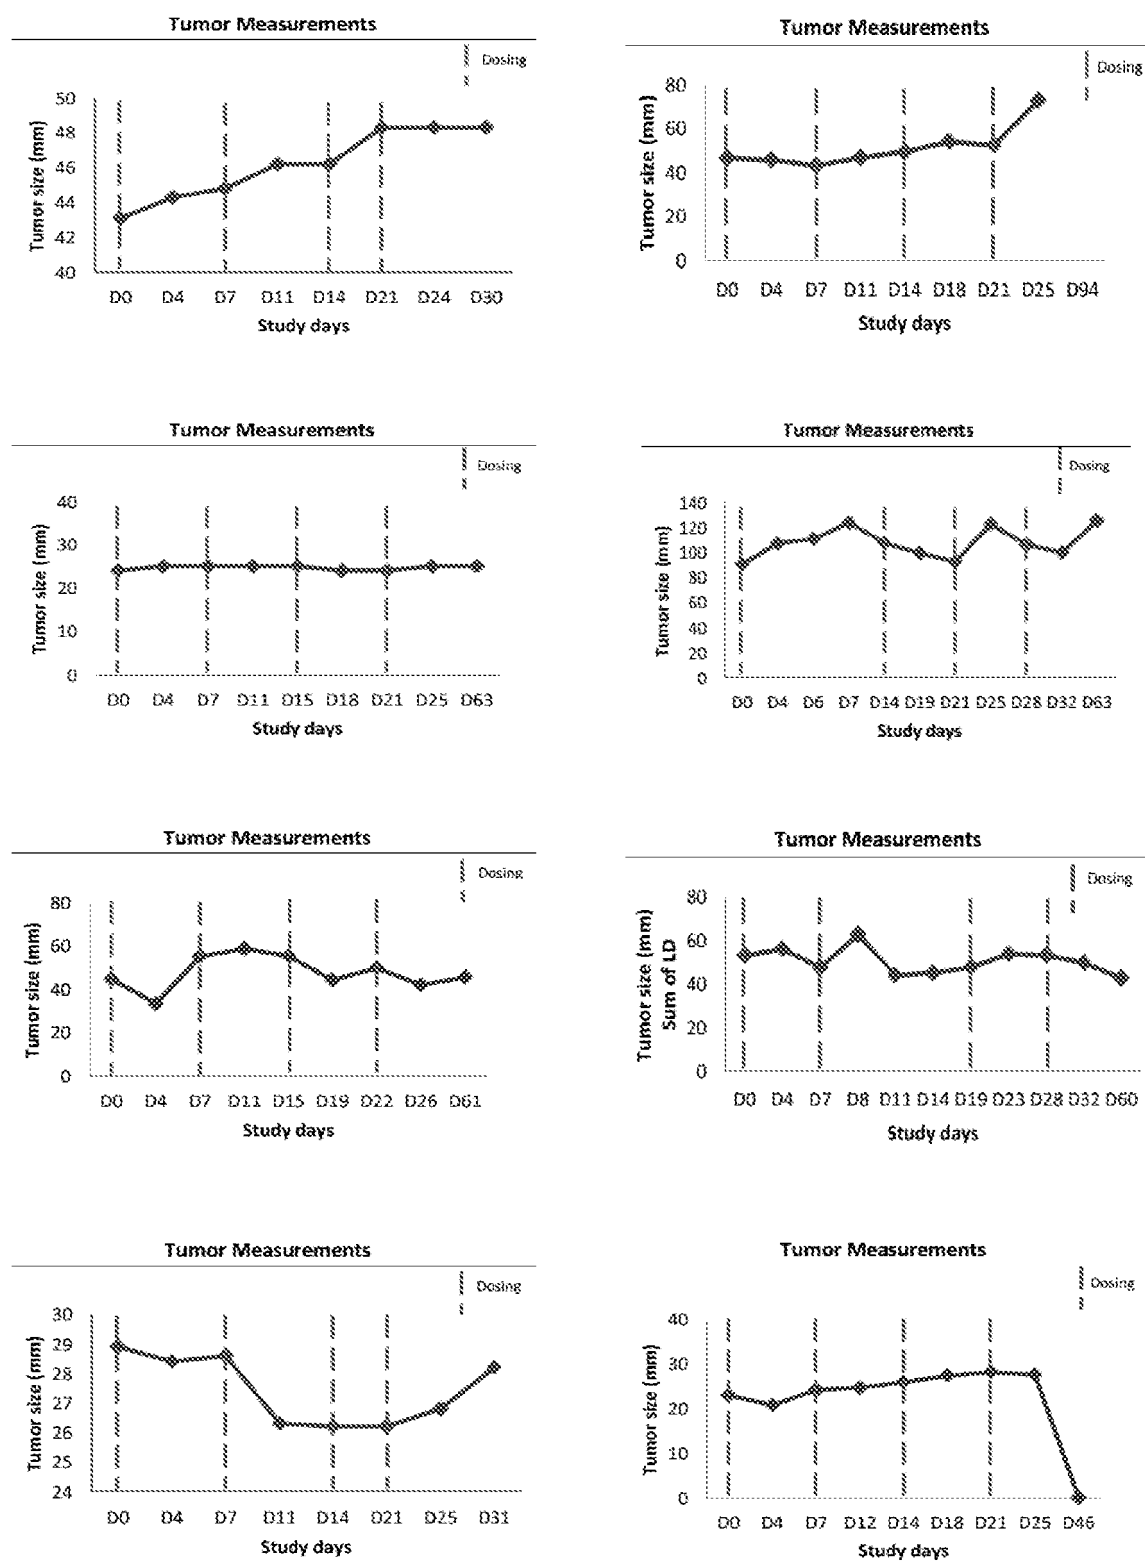 Tumor Measurements
Dosing
Tumor size (mm)
50
48
46
44
42
40
D0 D4 D7 D11 D14 D21 D24 D30
Study days
Tumor Measurements
Dosing
Tumor size (mm)
80
60
40
20
0
D0 D4 D7 D11 D14 D18 D21 D25 D94
Study days
Tumor Measurements
Dosing
Tumor size (mm)
40
30
20
10
0
D0 D4 D7 D11 D15 D18 D21 D25 D63
Study days
Tumor Measurements
Dosing
Tumor size (mm)
140
120
100
80
60
40
20
0
D0 D4 D6 D7 D14 D19 D21 D25 D28 D32 D63
Study days
Tumor Measurements
Dosing
Tumor size (mm)
80
60
40
20
0
D0 D4 D7 D11 D15 D19 D22 D26 D61
Study days
Tumor Measurements
Dosing
Tumor size (mm)
Sum of LD
80
60
40
20
0
D0 D4 D7 D8 D11 D14 D19 D23 D28 D32 D60
Study days
Tumor Measurements
Dosing
Tumor size (mm)
30
29
28
27
26
25
24
D0 D4 D7 D11 D14 D21 D25 D31
Study days
Tumor Measurements
Dosing
Tumor size (mm)
40
30
20
10
0
D0 D4 D7 D12 D14 D18 D21 D25 D46
Study days